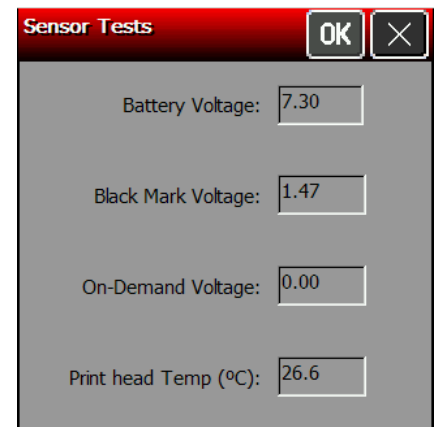 Sensor Tests OK
Battery Voltage: 7.30
Black Mark Voltage: 1.47
On-Demand Voltage: 0.00
Print head Temp (ºC): 26.6